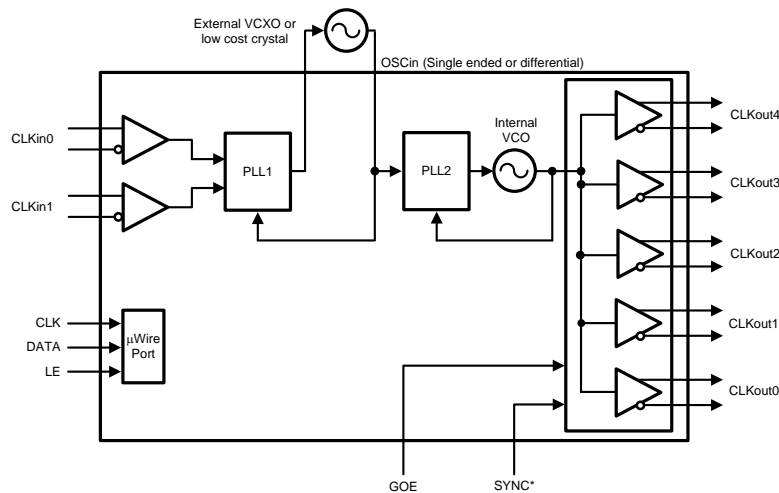 External VCXO or
low cost crystal
OSCin (Single ended or differential)
CLKout4
CLKin0
Internal
VCO
PLL1
PLL2
CLKout3
CLKin1
CLKout2
CLK
μWire
Port
DATA
LE
CLKout1
CLKout0
GOE
SYNC*